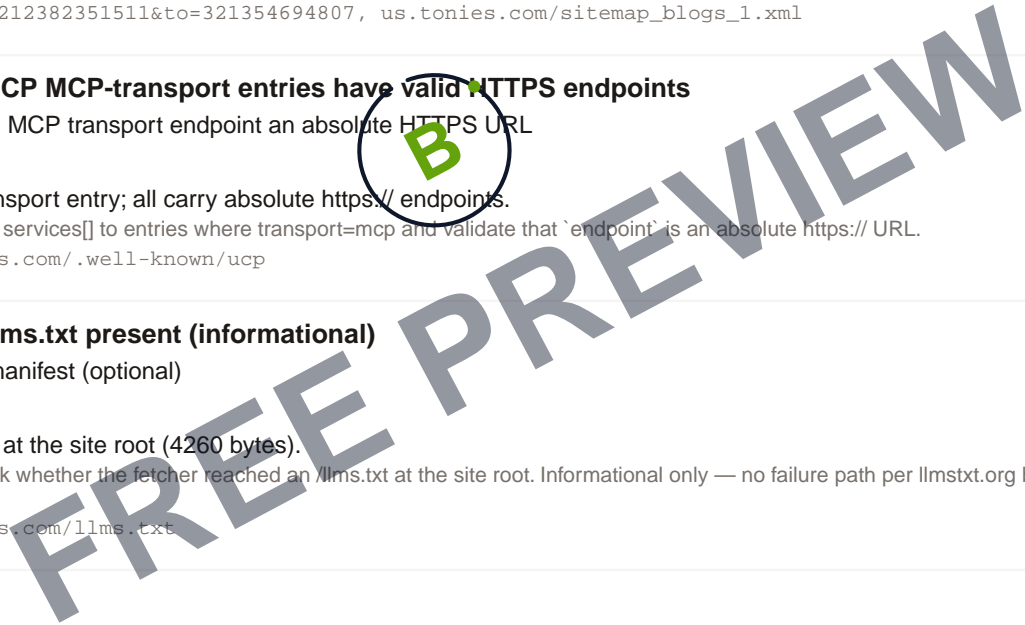 212382351511&to=321354694807, us.tonies.com/sitemap_blogs_1.xml
CP MCP-transport entries have valid HTTPS endpoints
MCP transport endpoint an absolute HTTPS URL
B
nsport entry; all carry absolute https:// endpoints.
services[] to entries where transport=mcp and validate that `endpoint` is an absolute https:// URL.
s.com/.well-known/ucp
lms.txt present (informational)
manifest (optional)
at the site root (4260 bytes).
k whether the fetcher reached an /llms.txt at the site root. Informational only — no failure path per llmstxt.org
s.com/llms.txt
FREE PREVIEW